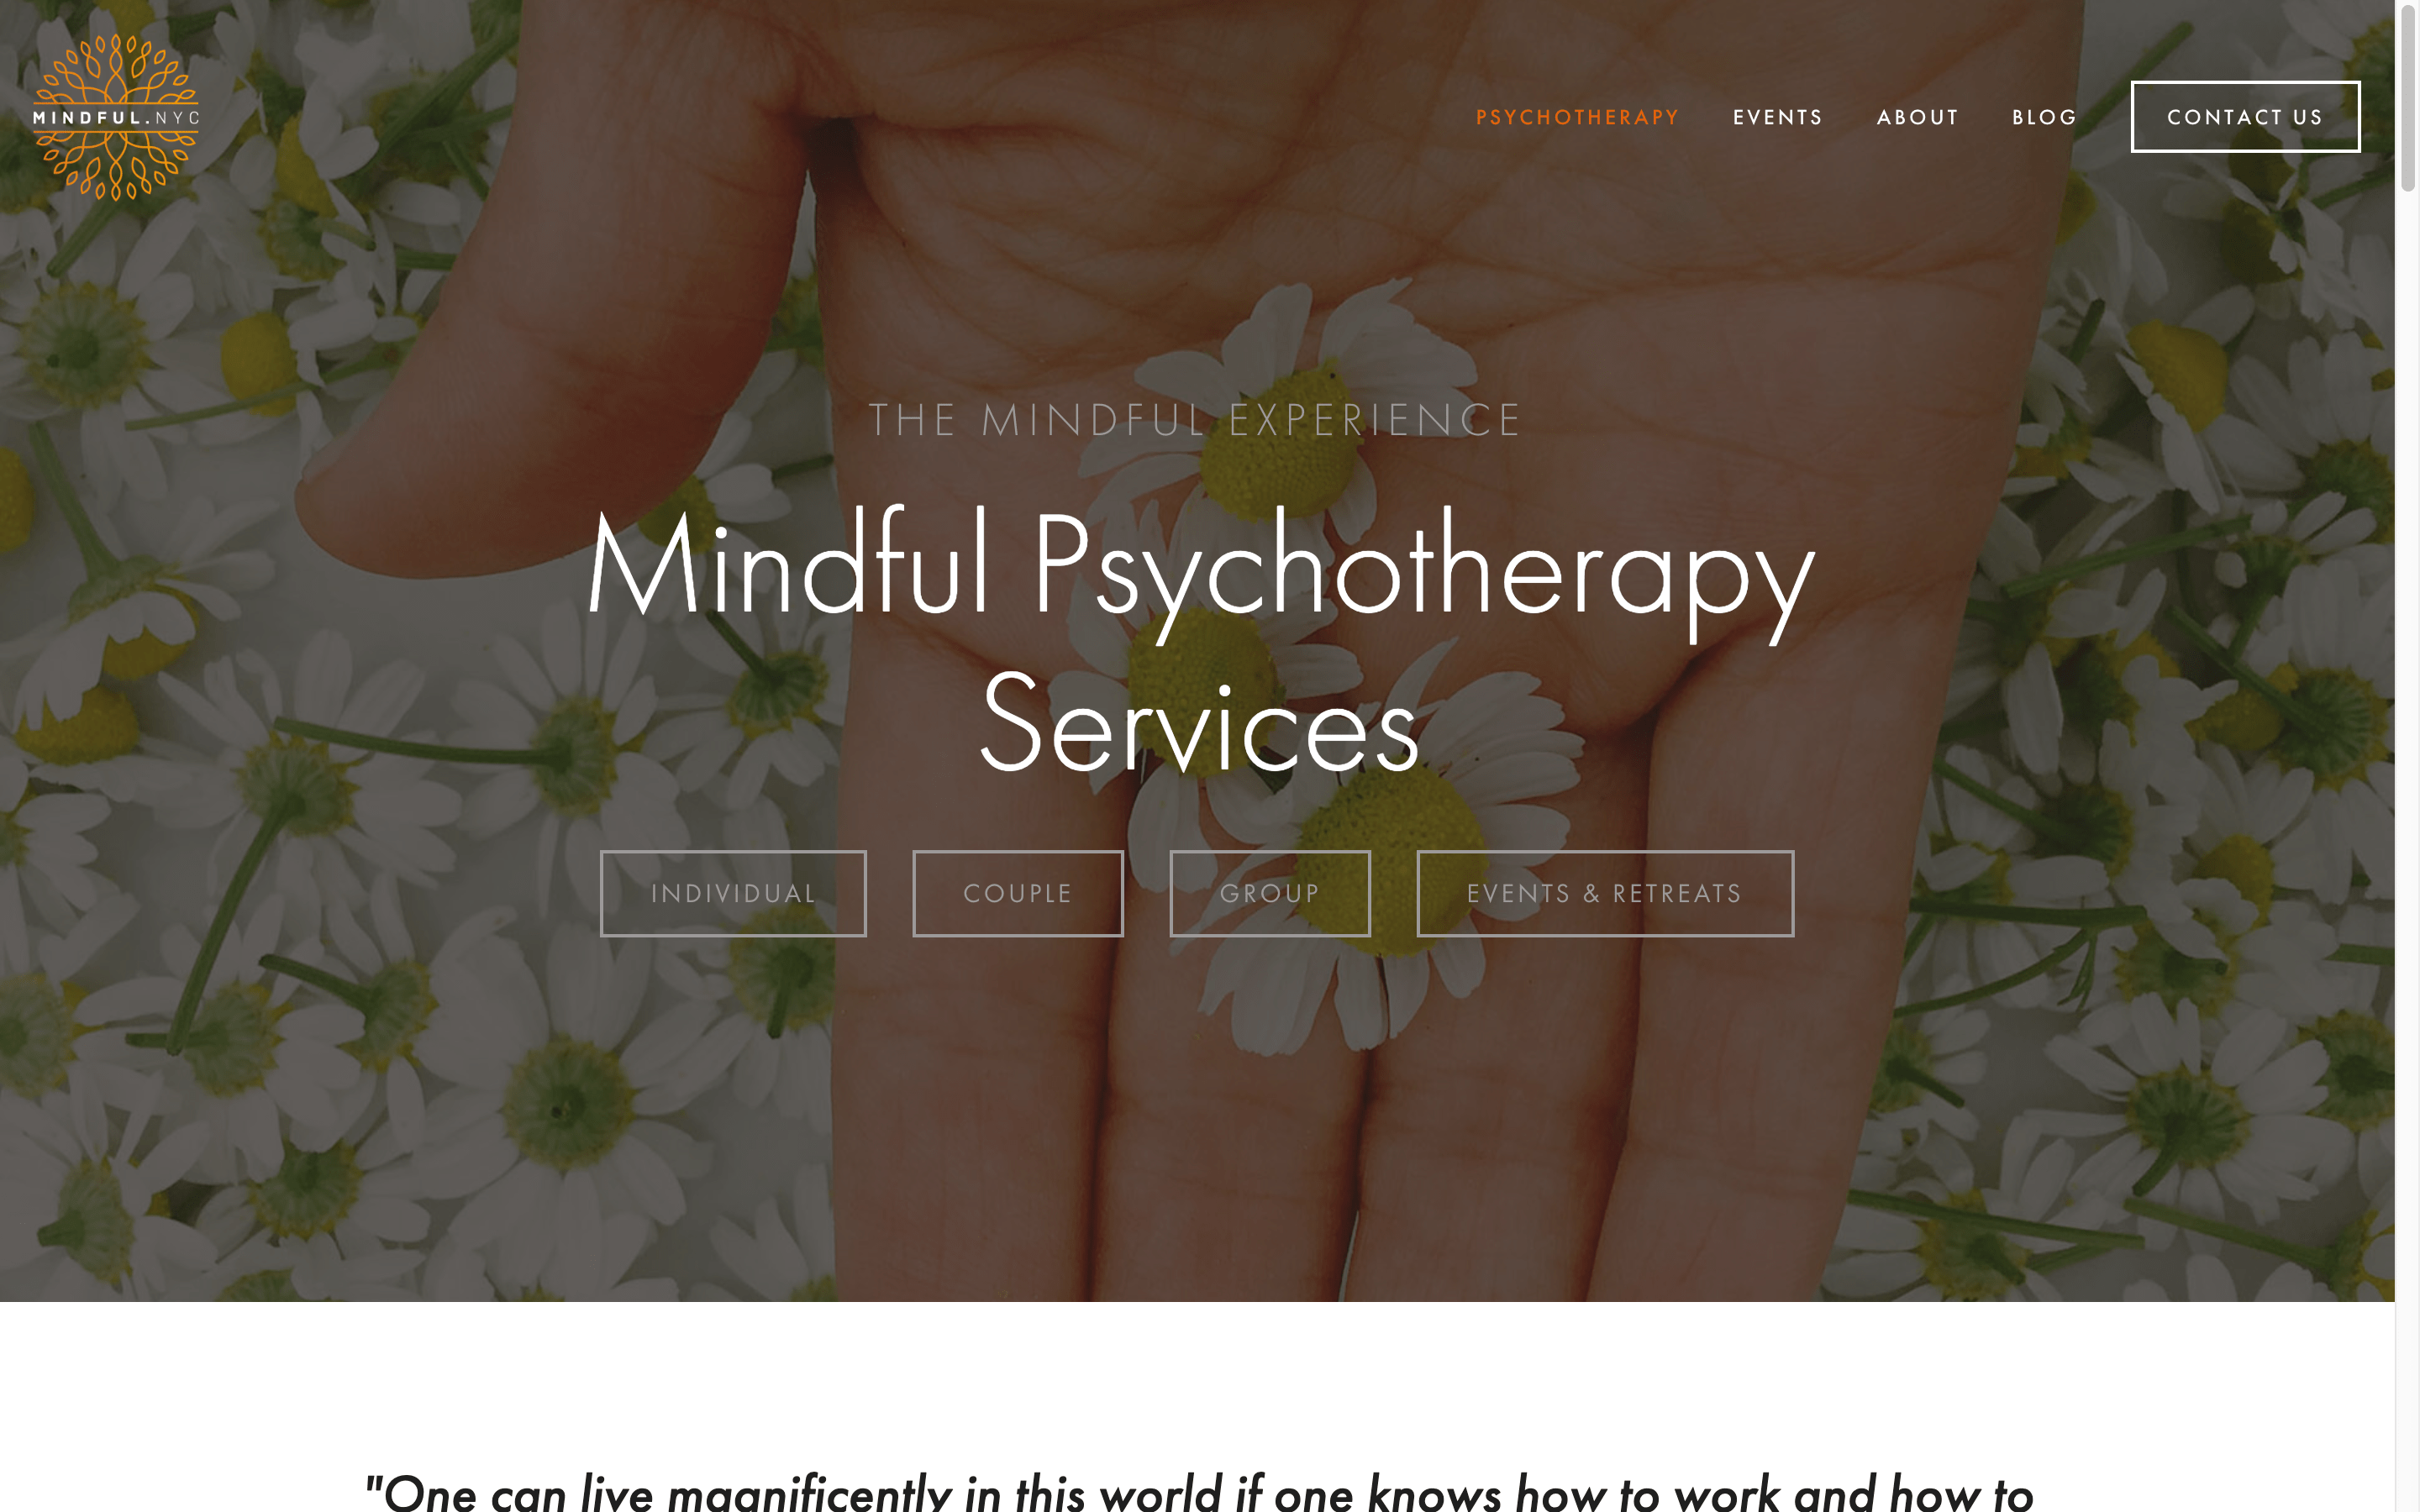 MINDFUL.NYC
PSYCHOTHERAPY
EVENTS
ABOUT
BLOG
CONTACT US
THE MINDFUL EXPERIENCE
Mindful Psychotherapy
Services
INDIVIDUAL
COUPLE
GROUP
EVENTS & RETREATS
"One can live magnificently in this world if one knows how to work and how to